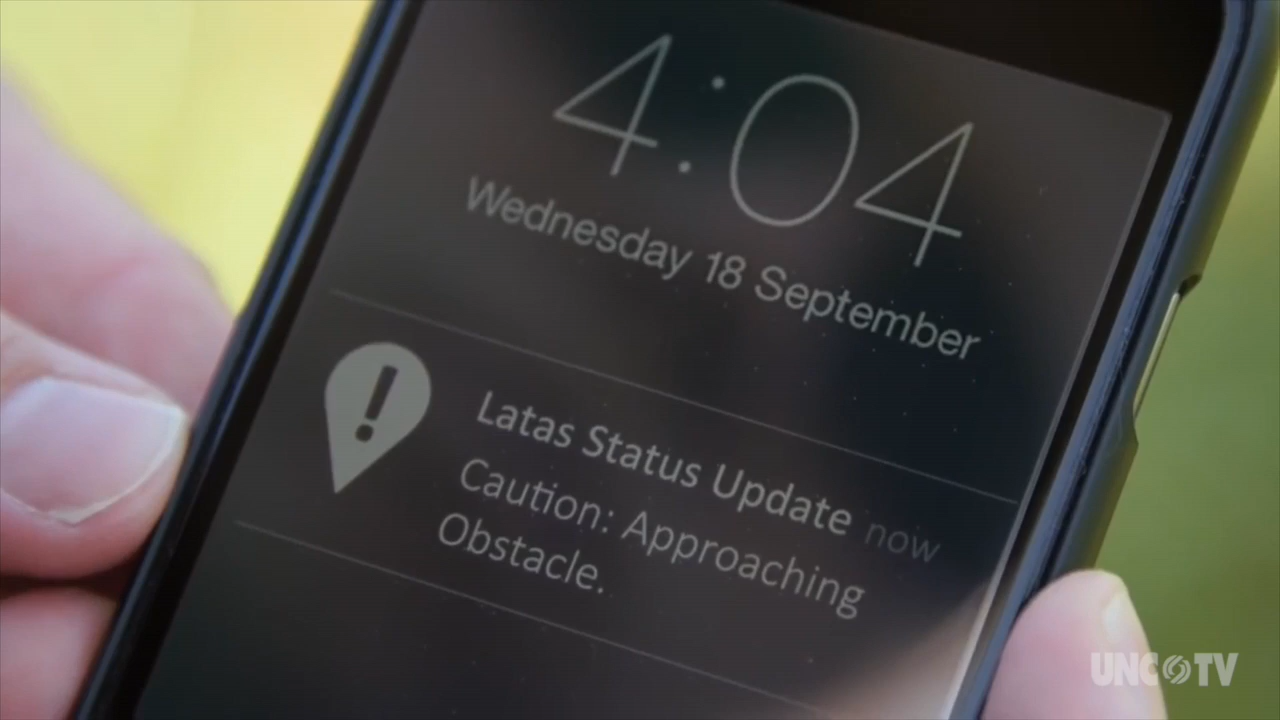 4:04
Wednesday 18 September
Latas Status Update now
Caution: Approaching
Obstacle.
UNC TV